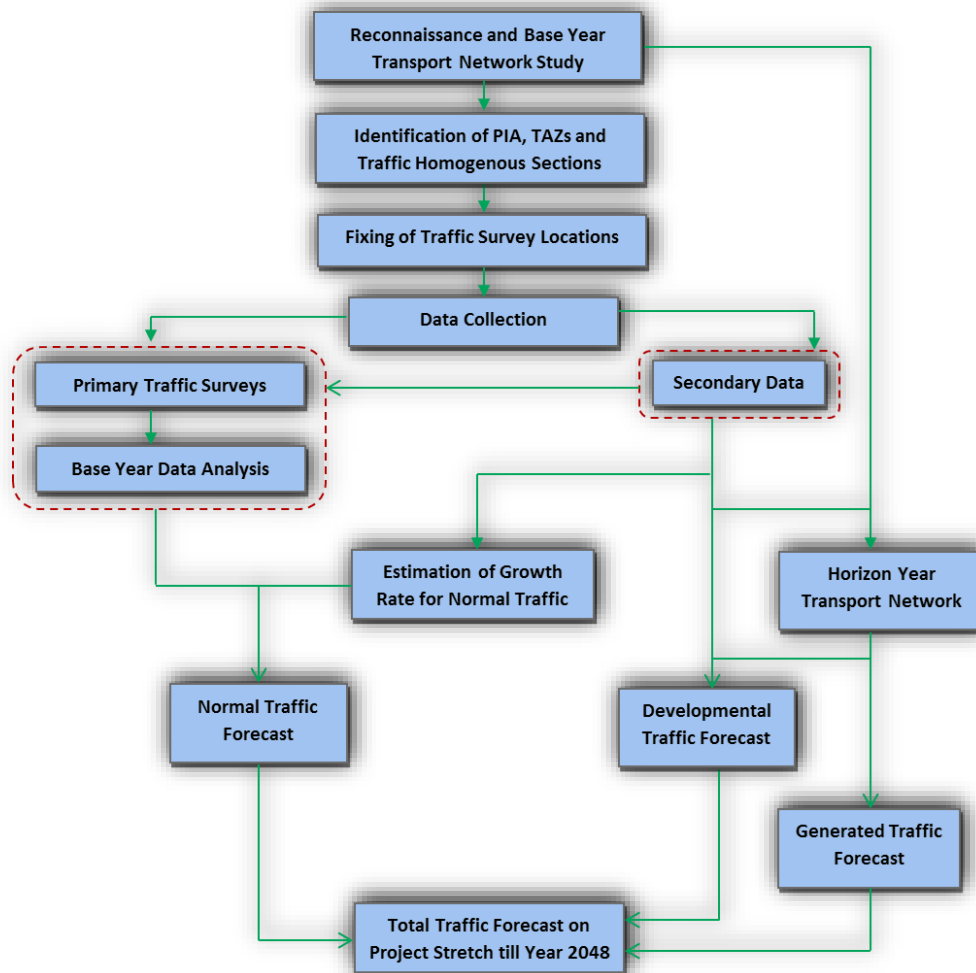 Reconnaissance and Base Year
Transport Network Study
Identification of PIA, TAZs and
Traffic Homogenous Sections
Fixing of Traffic Survey Locations
Data Collection
Primary Traffic Surveys
Secondary Data
Base Year Data Analysis
Estimation of Growth
Rate for Normal Traffic
Horizon Year
Transport Network
Normal Traffic
Forecast
Developmental
Traffic Forecast
Generated Traffic
Forecast
Total Traffic Forecast on
Project Stretch till Year 2048